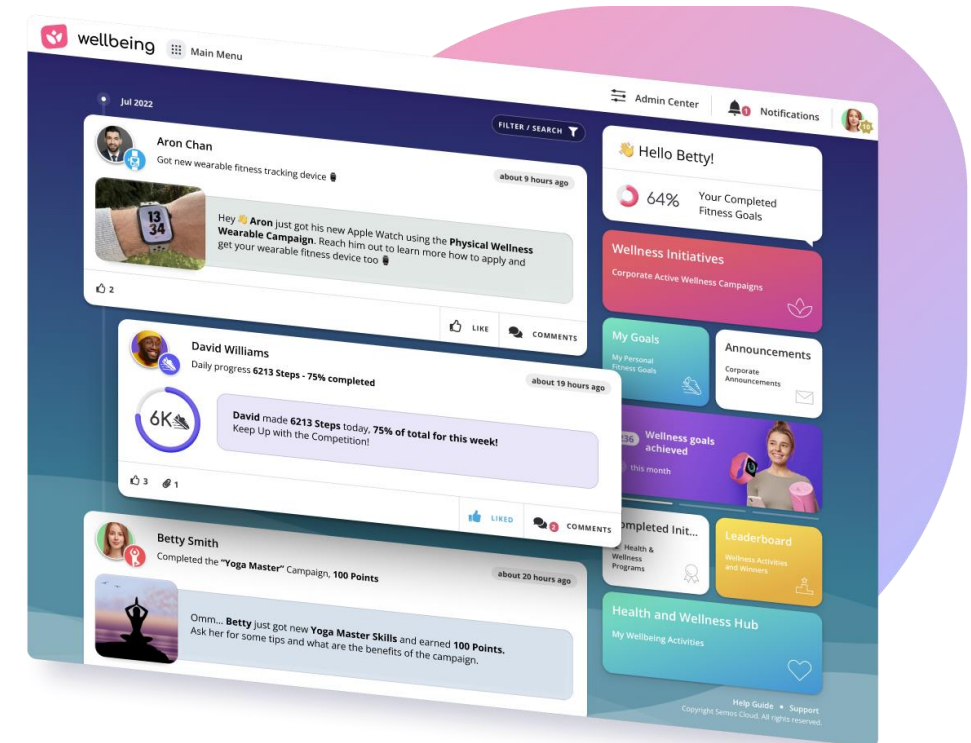 wellbeing
Main Menu
Admin Center
1
Notifications
Jul 2022
FILTER / SEARCH
Aron Chan
Got new wearable fitness tracking device
about 9 hours ago
13
34
Hey Aron just got his new Apple Watch using the Physical Wellness
Wearable Campaign. Reach him out to learn more how to apply and
get your wearable fitness device too
2
LIKE
COMMENTS
David Williams
Daily progress 6213 Steps - 75% completed
about 19 hours ago
6K
David made 6213 Steps today, 75% of total for this week!
Keep Up with the Competition!
3
1
LIKED
2
COMMENTS
Betty Smith
Completed the “Yoga Master” Campaign, 100 Points
about 20 hours ago
Omm... Betty just got new Yoga Master Skills and earned 100 Points.
Ask her for some tips and what are the benefits of the campaign.
Hello Betty!
64%
Your Completed
Fitness Goals
Wellness Initiatives
Corporate Active Wellness Campaigns
My Goals
My Personal
Fitness Goals
Announcements
Corporate
Announcements
Wellness goals
achieved
this month
Completed Init...
Health &
Wellness
Programs
Leaderboard
Wellness Activities
and Winners
Health and Wellness Hub
My Wellbeing Activities
Help Guide • Support
Copyright Semos Cloud. All rights reserved.